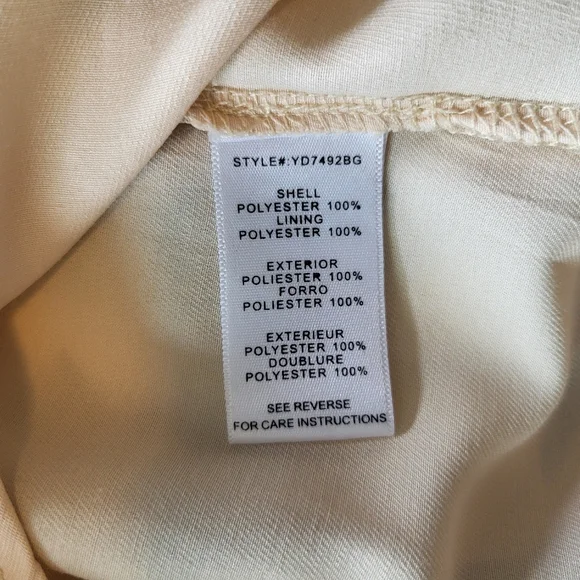 STYLE#:YD7492BG
SHELL
POLYESTER 100%
LINING
POLYESTER 100%
EXTERIOR
POLIESTER 100%
FORRO
POLIESTER 100%
EXTERIEUR
POLYESTER 100%
DOUBLURE
POLYESTER 100%
SEE REVERSE
FOR CARE INSTRUCTIONS